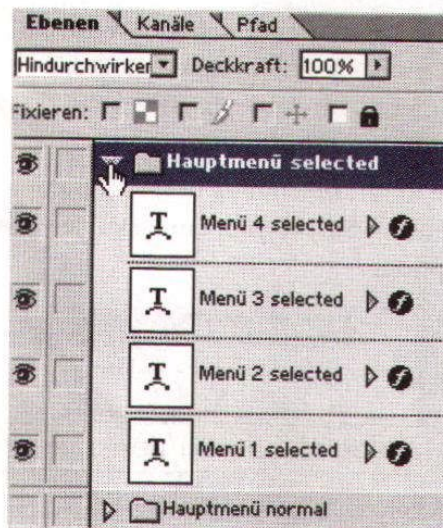 Ebenen Kanäle Pfad
Hindurchwirken Deckkraft: 100%
Fixieren:
Hauptmenü selected
Menü 4 selected
Menü 3 selected
Menü 2 selected
Menü 1 selected
Hauptmenü normal